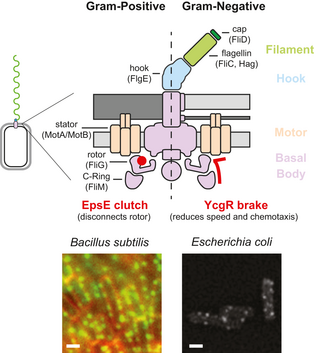 Gram-Positive Gram-Negative
cap
(FliD)
flagellin
(FliC, Hag)
Filament
hook
(FlgE)
Hook
stator
(MotA/MotB)
Motor
rotor
(FliG)
C-Ring
(FliM)
Basal
Body
EpsE clutch
(disconnects rotor)
YcgR brake
(reduces speed and chemotaxis)
Bacillus subtilis Escherichia coli